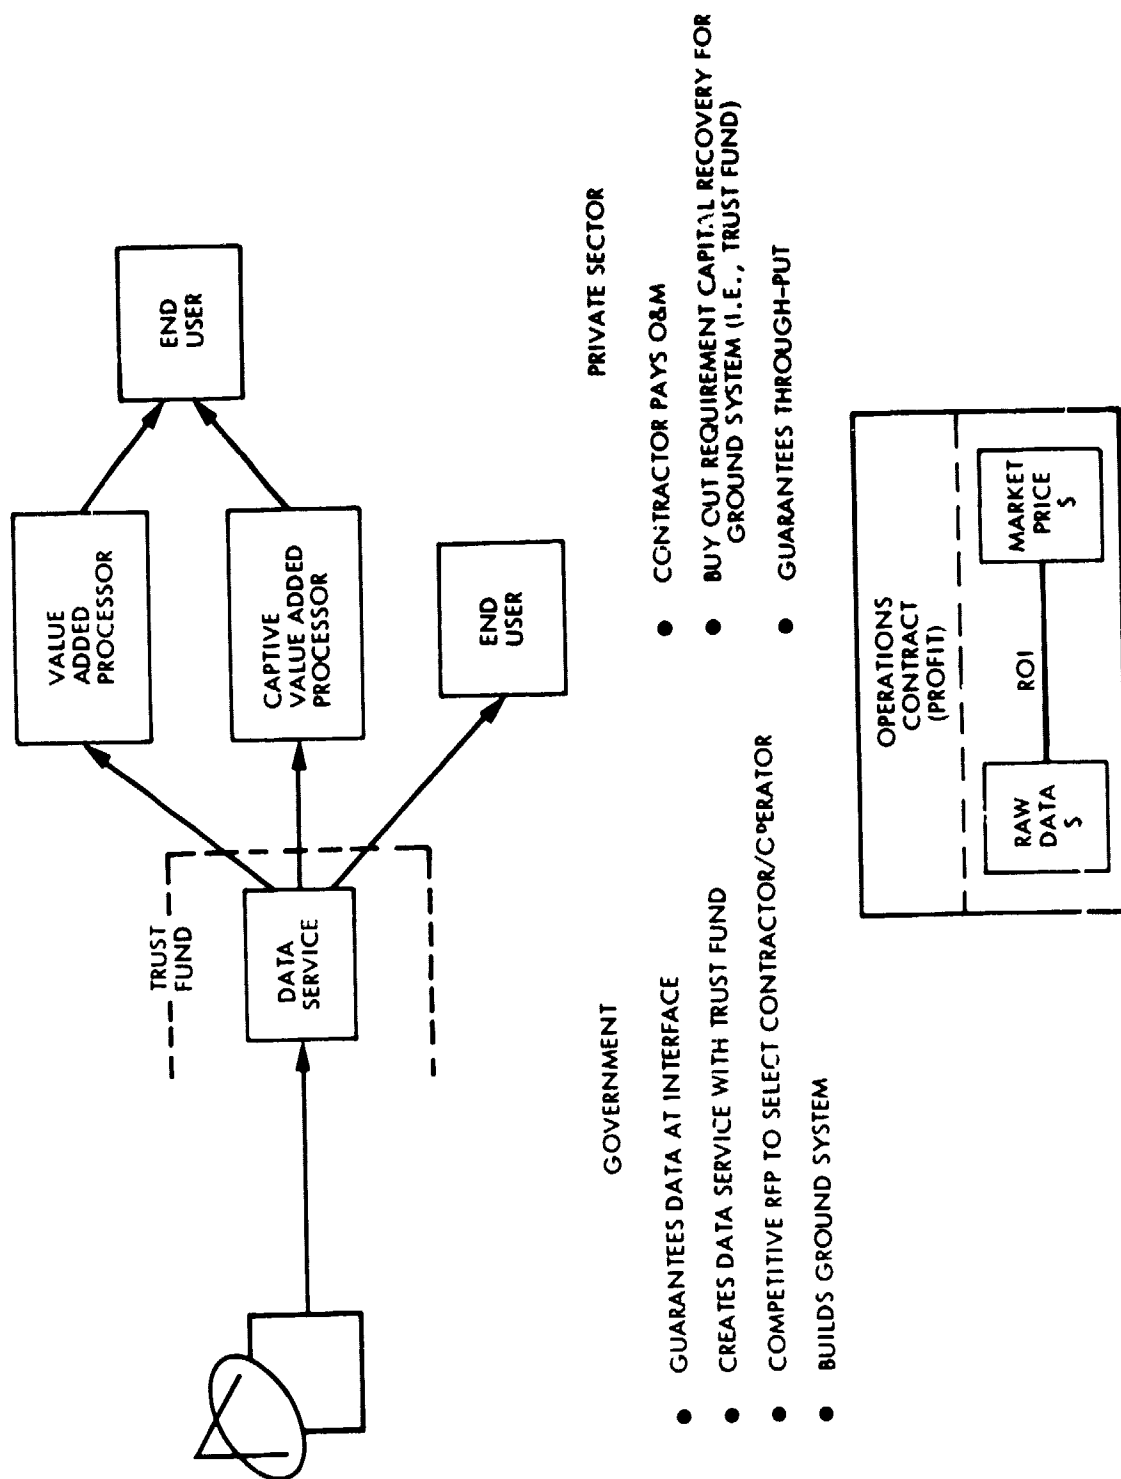 TRUST
FUND
DATA
SERVICE
VALUE
ADDED
PROCESSOR
CAPTIVE
VALUE ADDED
PROCESSOR
END
USER
END
USER
GOVERNMENT
● GUARANTEES DATA AT INTERFACE
● CREATES DATA SERVICE WITH TRUST FUND
● COMPETITIVE RFP TO SELECT CONTRACTOR/OPERATOR
● BUILDS GROUND SYSTEM
PRIVATE SECTOR
● CONTRACTOR PAYS O&M
● BUY OUT REQUIREMENT CAPITAL RECOVERY FOR
GROUND SYSTEM (I.E., TRUST FUND)
● GUARANTEES THROUGH-PUT
OPERATIONS
CONTRACT
(PROFIT)
RAW
DATA
$
ROI
MARKET
PRICE
$